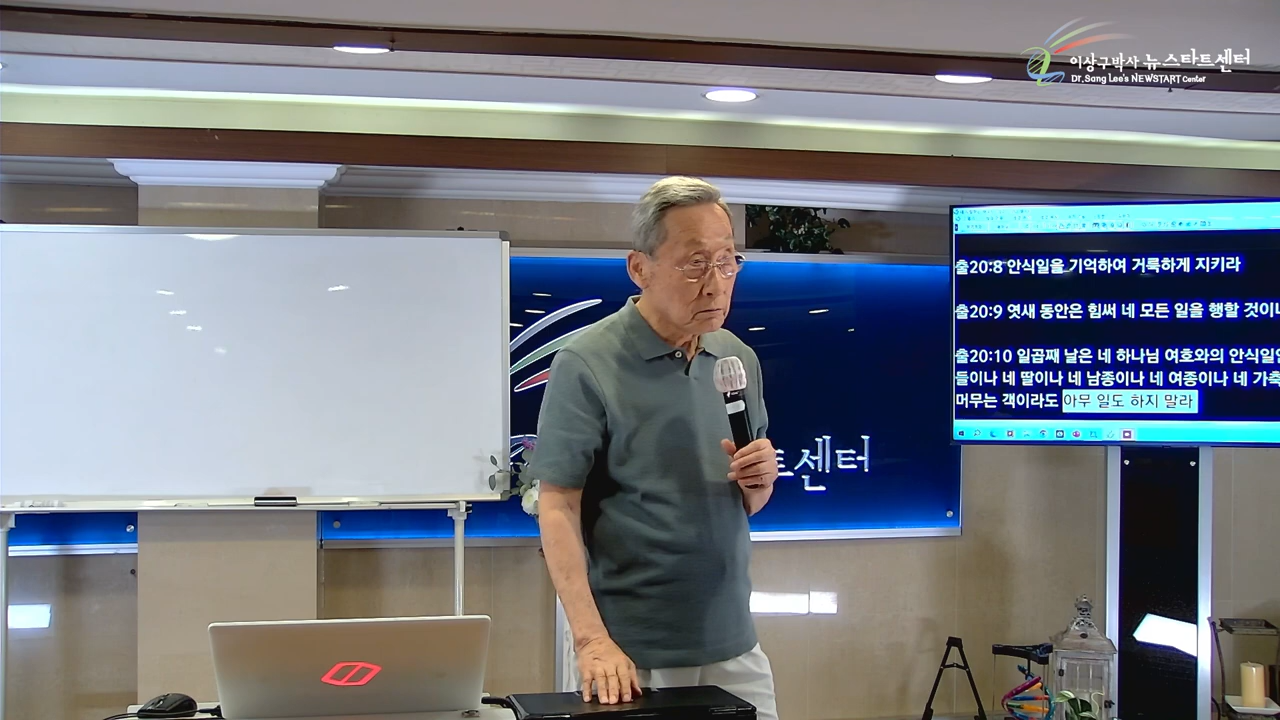 이상구박사 뉴스타트센터
Dr. Sang Lee's NEWSTART Center
출20:8 안식일을 기억하여 거룩하게 지키라
출20:9 엿새 동안은 힘써 네 모든 일을 행할 것이나
출20:10 일곱째 날은 네 하나님 여호와의 안식일인
들이나 네 딸이나 네 남종이나 네 여종이나 네 가축
머무는 객이라도 아무 일도 하지 말라
트센터